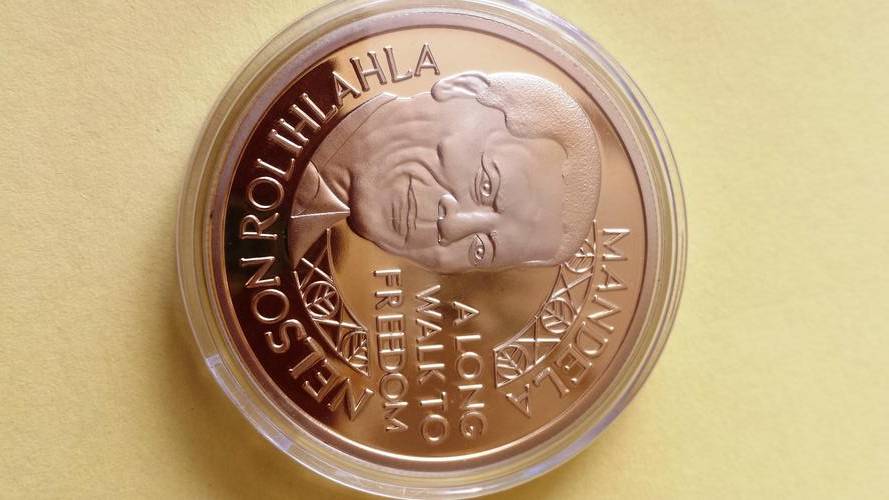 NELSON ROLIHLAHLA
MANDELA
A LONG
WALK TO
FREEDOM